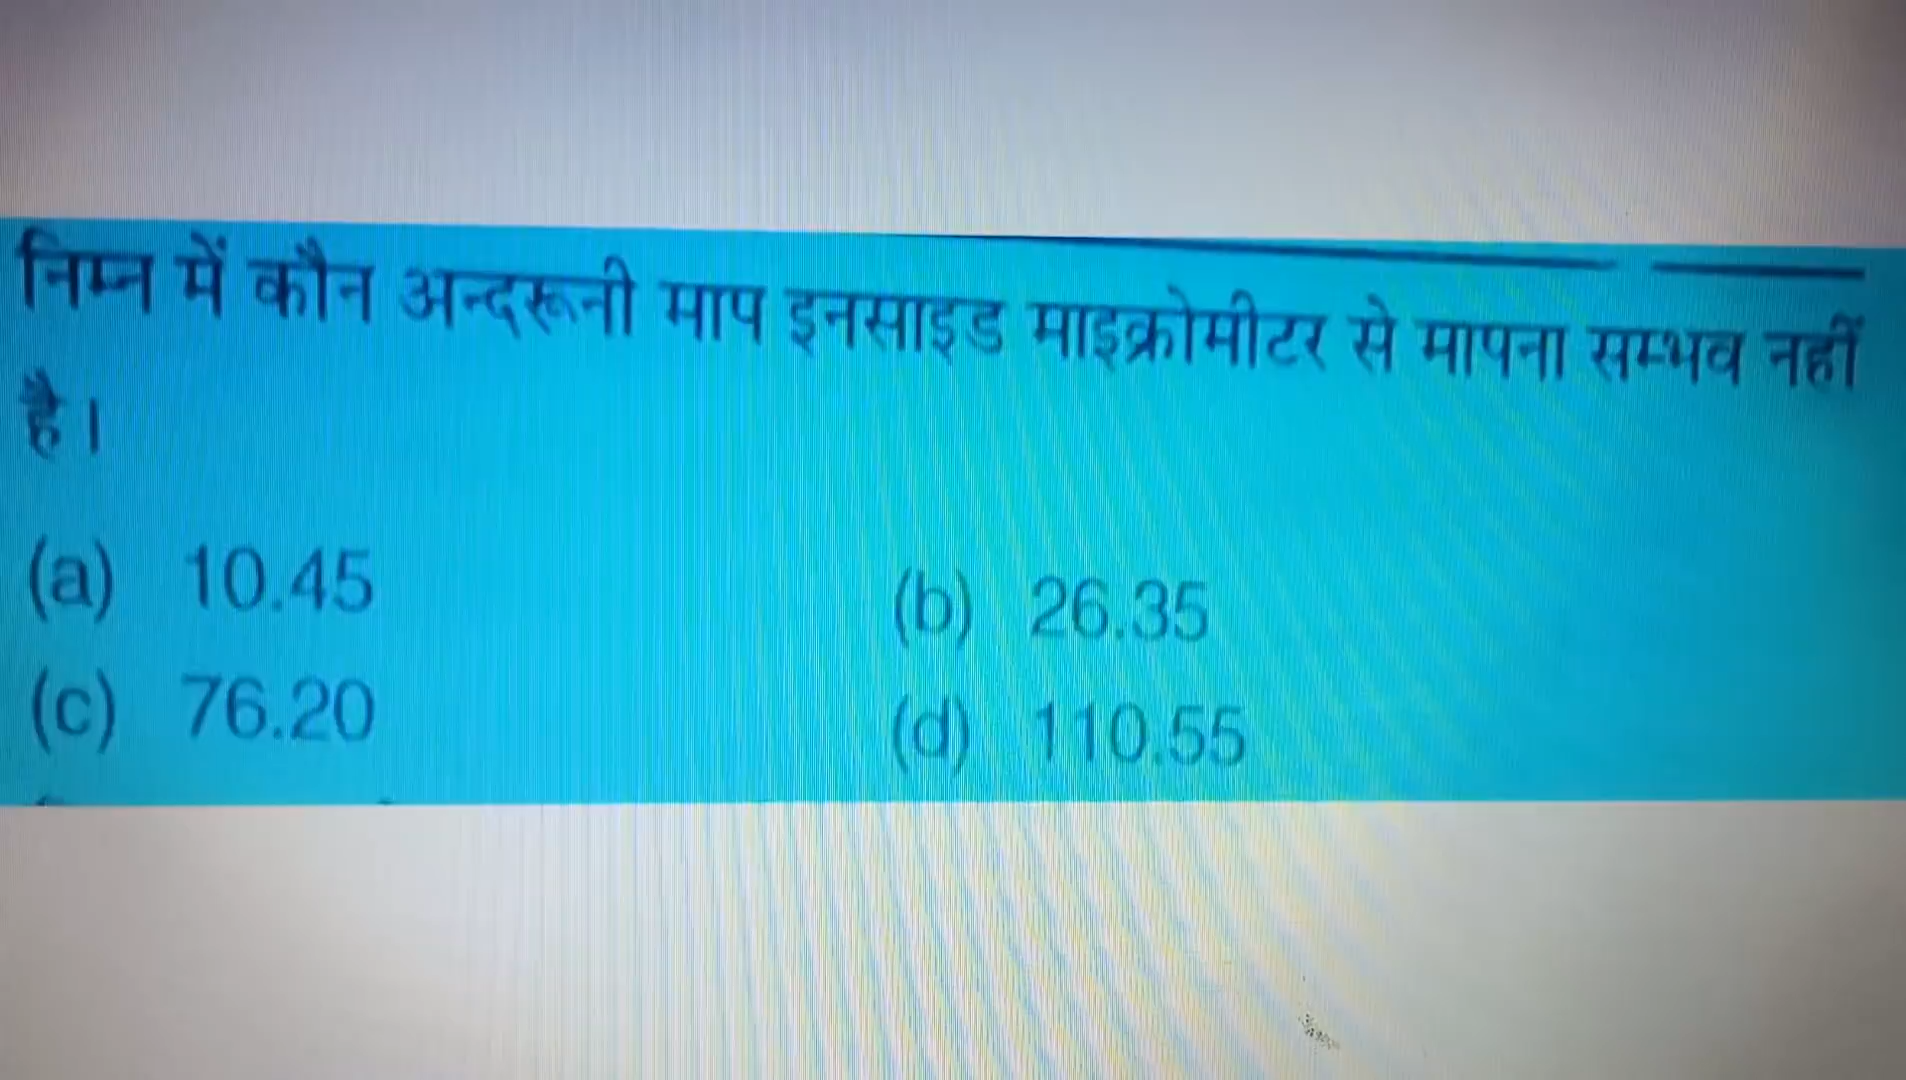 निम्न में कौन अन्दरूनी माप इनसाइड माइक्रोमीटर से मापना सम्भव नहीं
है।
(a) 10.45 (b) 26.35
(c) 76.20 (d) 110.55